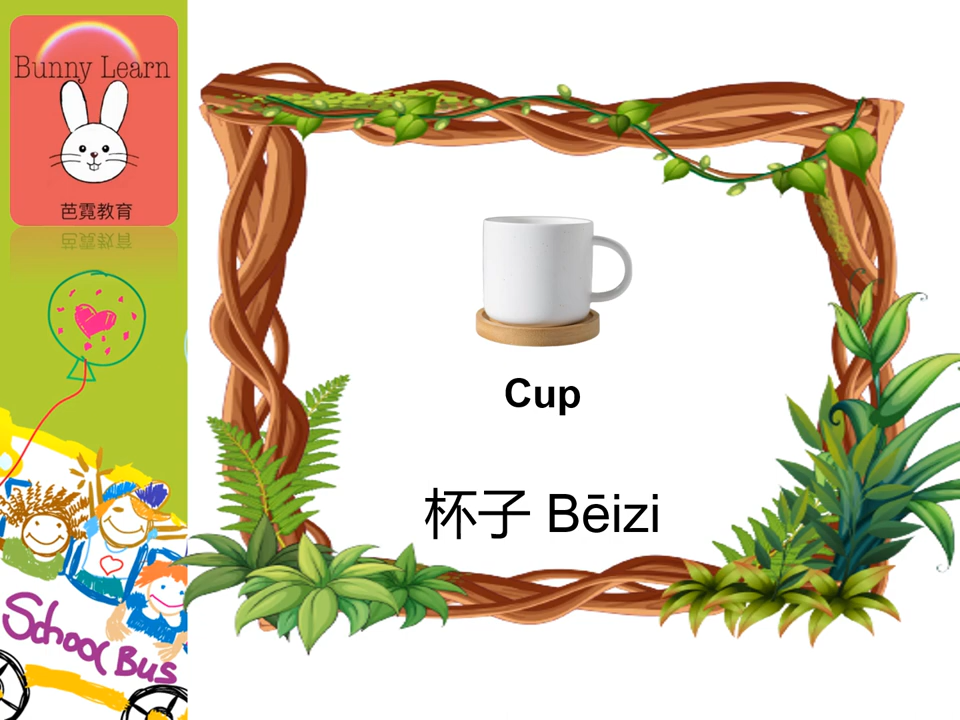 Bunny Learn
芭霓教育
School Bus
Cup
杯子 Bēizi